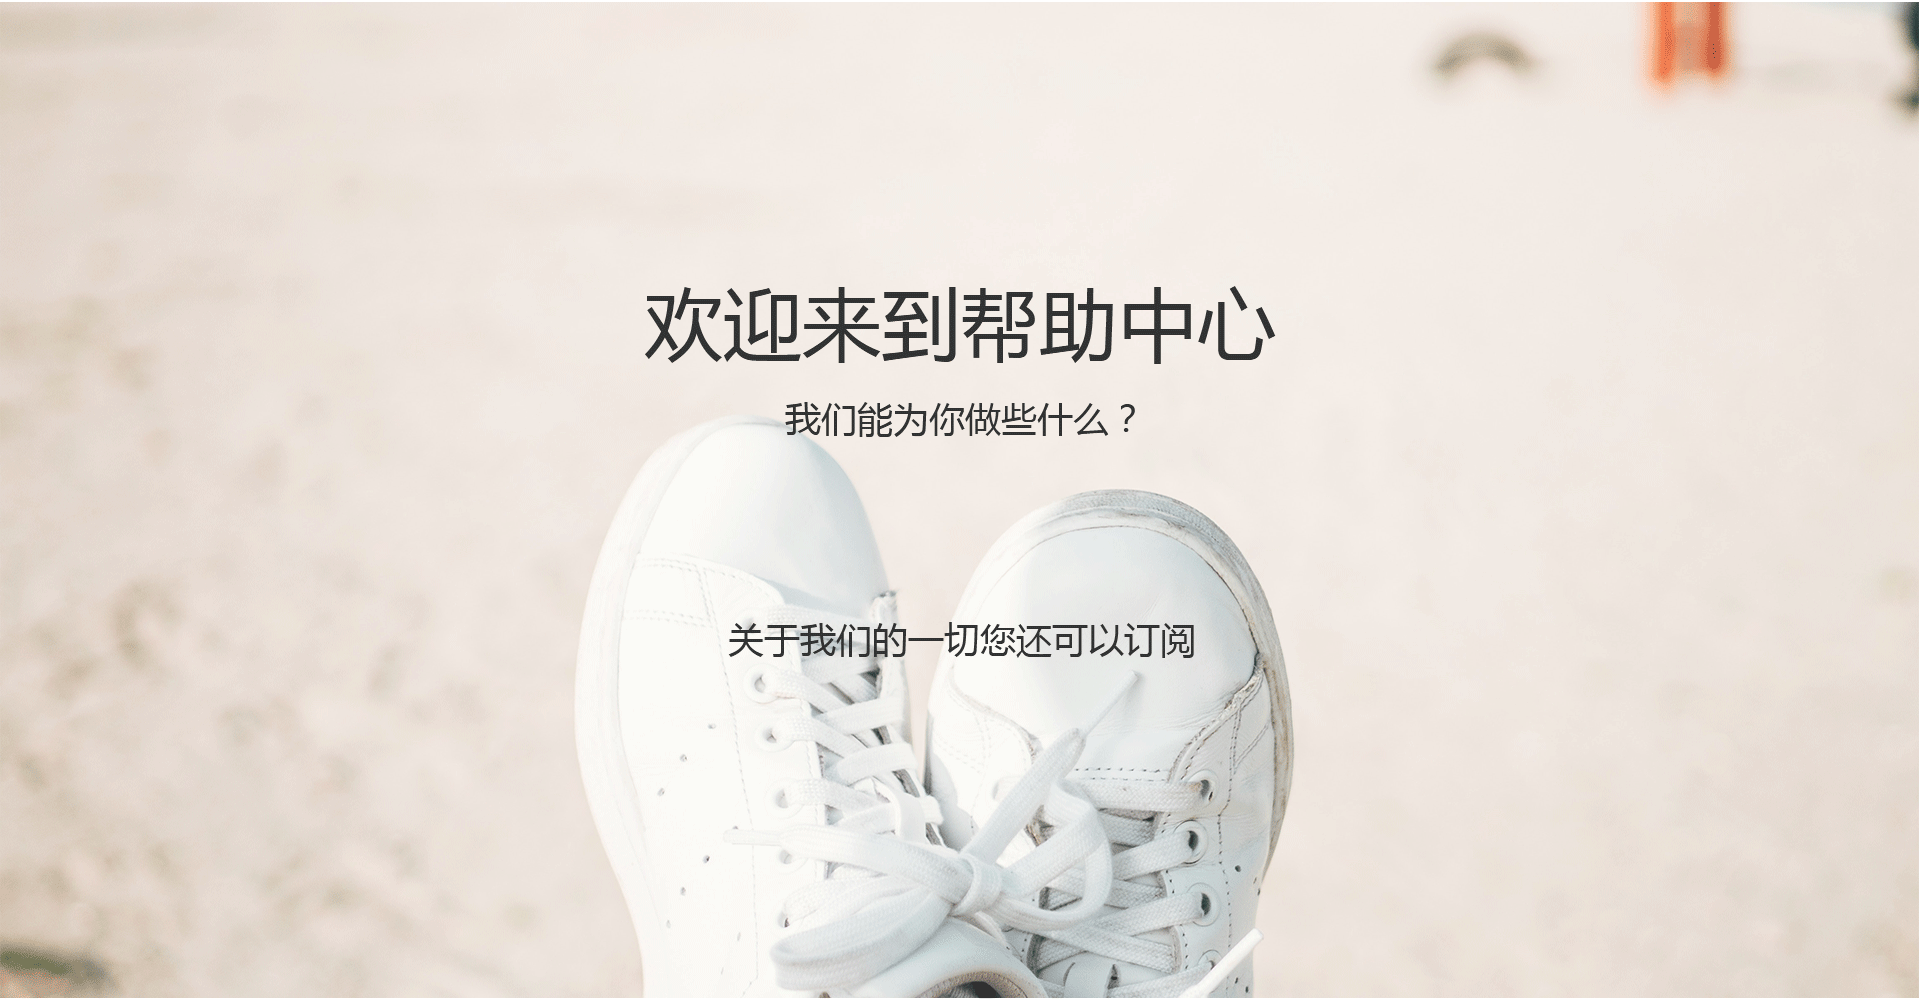 欢迎来到帮助中心
我们能为你做些什么？
关于我们的一切您还可以订阅